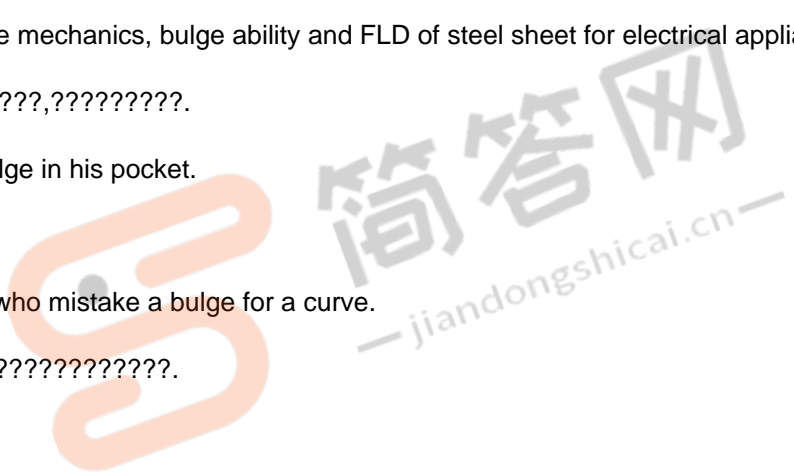 e mechanics, bulge ability and FLD of steel sheet for electrical applia
????,?????????.
lge in his pocket.
简答网
jiandongshicai.cn
who mistake a bulge for a curve.
????????????.